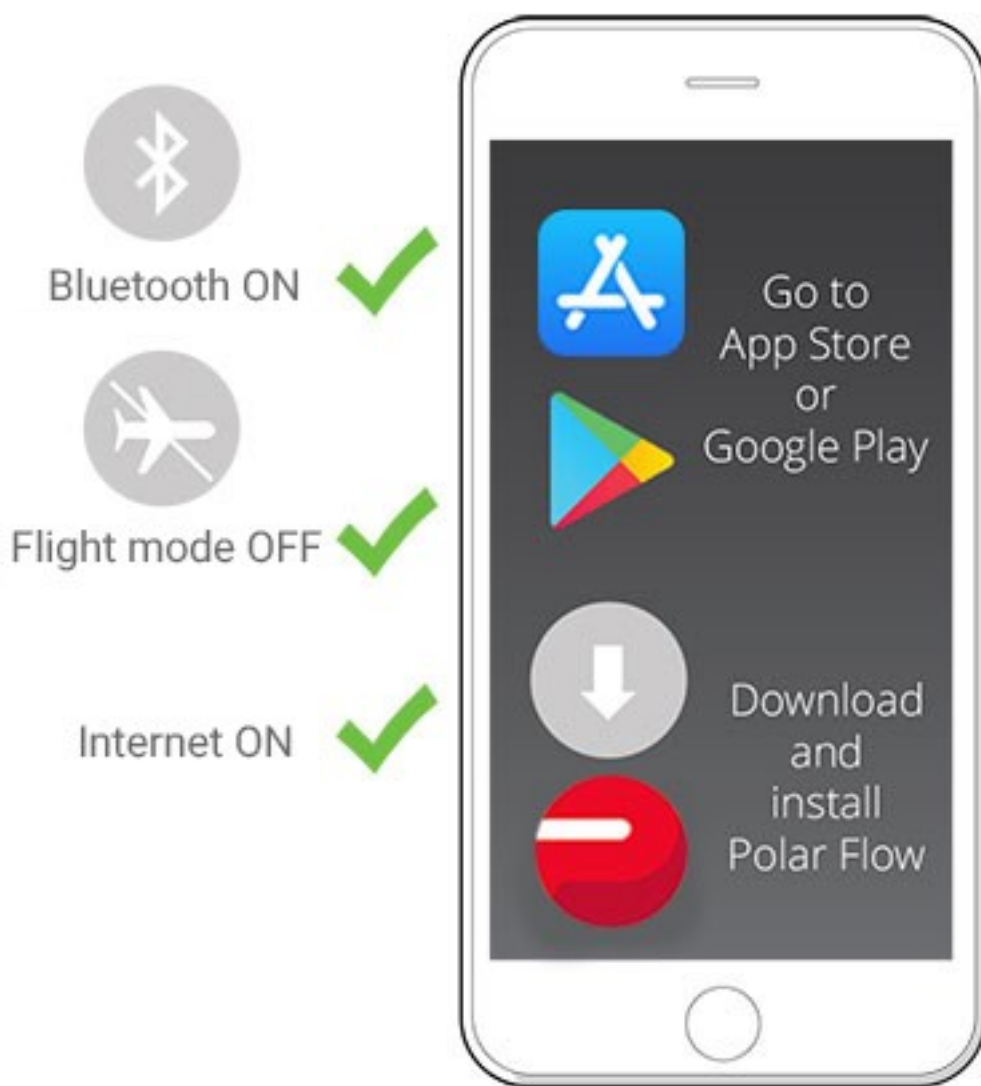 Bluetooth ON
Flight mode OFF
Internet ON
Go to
App Store
or
Google Play
Download
and
install
Polar Flow